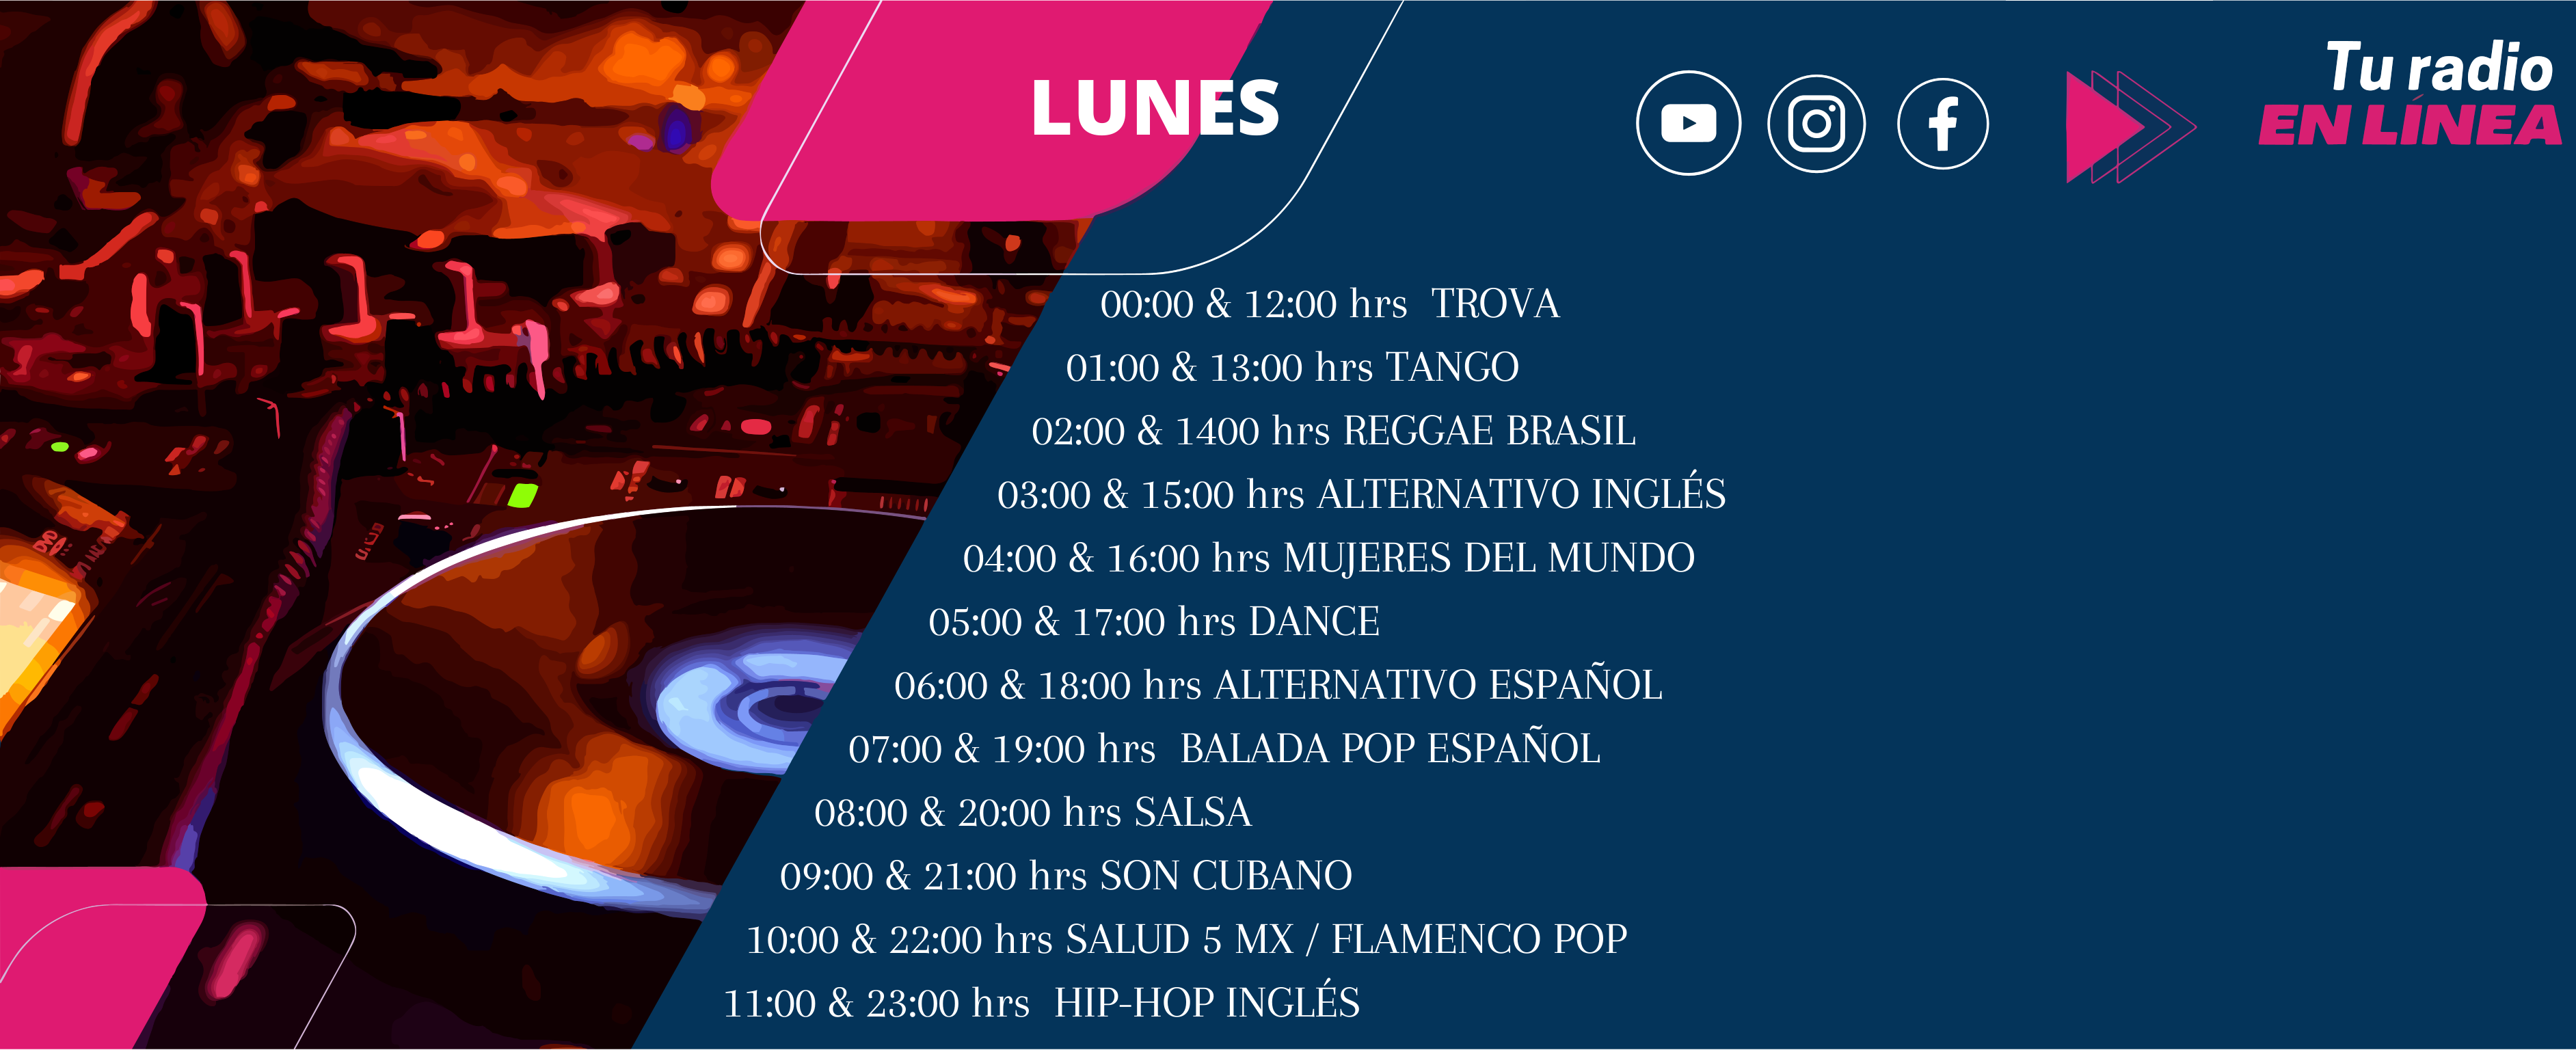 LUNES
Tu radio
EN LÍNEA
00:00 & 12:00 hrs TROVA
01:00 & 13:00 hrs TANGO
02:00 & 1400 hrs REGGAE BRASIL
03:00 & 15:00 hrs ALTERNATIVO INGLÉS
04:00 & 16:00 hrs MUJERES DEL MUNDO
05:00 & 17:00 hrs DANCE
06:00 & 18:00 hrs ALTERNATIVO ESPAÑOL
07:00 & 19:00 hrs BALADA POP ESPAÑOL
08:00 & 20:00 hrs SALSA
09:00 & 21:00 hrs SON CUBANO
10:00 & 22:00 hrs SALUD 5 MX / FLAMENCO POP
11:00 & 23:00 hrs HIP-HOP INGLÉS